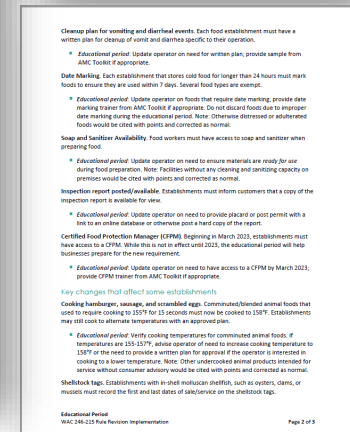 Cleanup plan for vomiting and diarrheal events. Each food establishment must have a
written plan for cleanup of vomit and diarrhea specific to their operation.
• Educational period: Update operator on need for written plan; provide sample from
AMC Toolkit if appropriate.
Date Marking. Each establishment that stores cold food for longer than 24 hours must mark
foods to ensure they are used within 7 days. Several food types are exempt.
• Educational period: Update operator on foods that require date marking; provide date
marking trainer from AMC Toolkit if appropriate. Do not discard foods due to improper
date marking during the educational period. Note: Otherwise distressed or adulterated
foods would be cited with points and corrected as normal.
Soap and Sanitizer Availability. Food workers must have access to soap and sanitizer when
preparing food.
• Educational period: Update operator on need to ensure materials are ready for use
during food preparation. Note: Facilities without any cleaning and sanitizing capacity on
premises would be cited with points and corrected as normal.
Inspection report posted/available. Establishments must inform customers that a copy of the
inspection report is available for view.
• Educational period: Update operator on need to provide placard or post permit with a
link to an online database or otherwise post a hard copy of the report.
Certified Food Protection Manager (CFPM). Beginning in March 2023, establishments must
have access to a CFPM. While this is not in effect until 2023, the educational period will help
businesses prepare for the new requirement.
• Educational period: Update operator on need to have access to a CFPM by March 2023;
provide CFPM trainer from AMC Toolkit if appropriate.
Key changes that affect some establishments
Cooking hamburger, sausage, and scrambled eggs. Comminuted/blended animal foods that
used to require cooking to 155°F for 15 seconds must now be cooked to 158°F. Establishments
may still cook to alternate temperatures with an approved plan.
• Educational period: Verify cooking temperatures for comminuted animal foods. If
temperatures are 155-157°F, advise operator of need to increase cooking temperature to
158°F or the need to provide a written plan for approval if the operator is interested in
cooking to a lower temperature. Note: Other undercooked animal products intended for
service without consumer advisory would be cited with points and corrected as normal.
Shellstock tags. Establishments with in-shell molluscan shellfish, such as oysters, clams, or
mussels must record the first and last dates of sale/service on the shellstock tags.
Educational Period
WAC 246-215 Rule Revision Implementation
Page 2 of 3